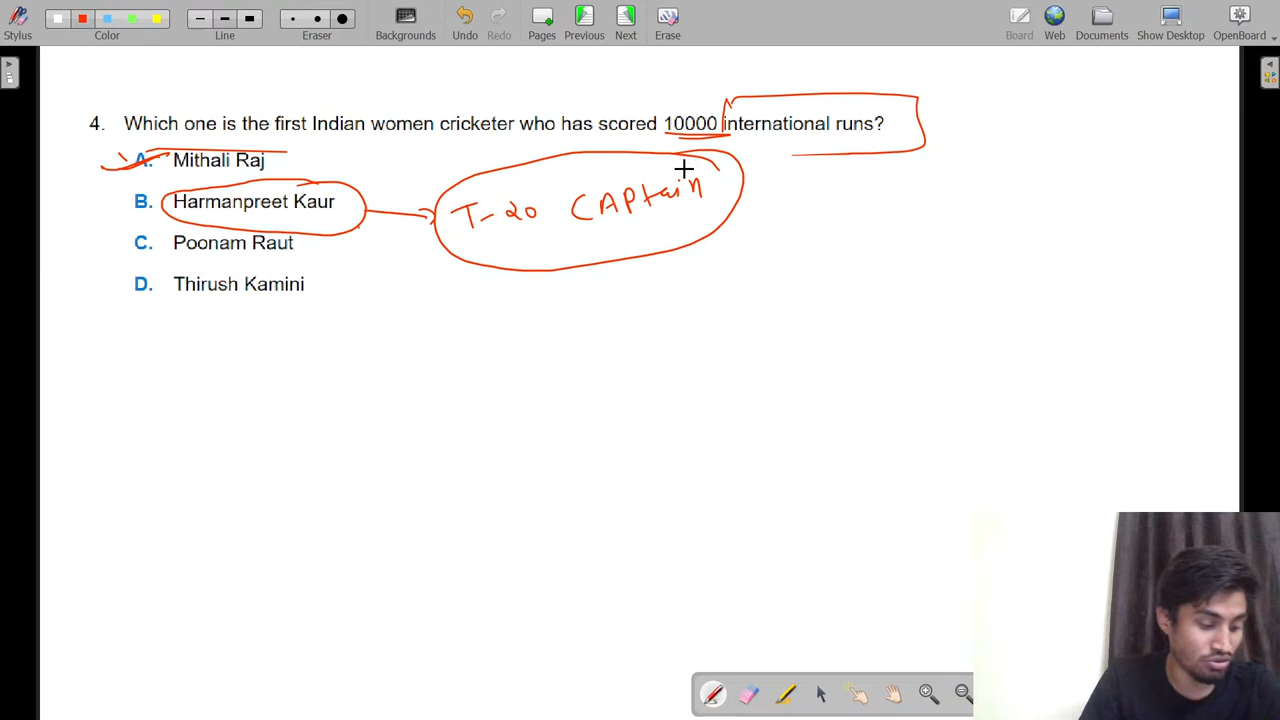 Stylus
Color
Line
Eraser
Backgrounds
Undo
Redo
Pages
Previous
Next
Erase
Board
Web
Documents
Show Desktop
OpenBoard
4. Which one is the first Indian women cricketer who has scored 10000 international runs?
A. Mithali Raj
B. Harmanpreet Kaur
T-20 CAPtain
C. Poonam Raut
D. Thirush Kamini